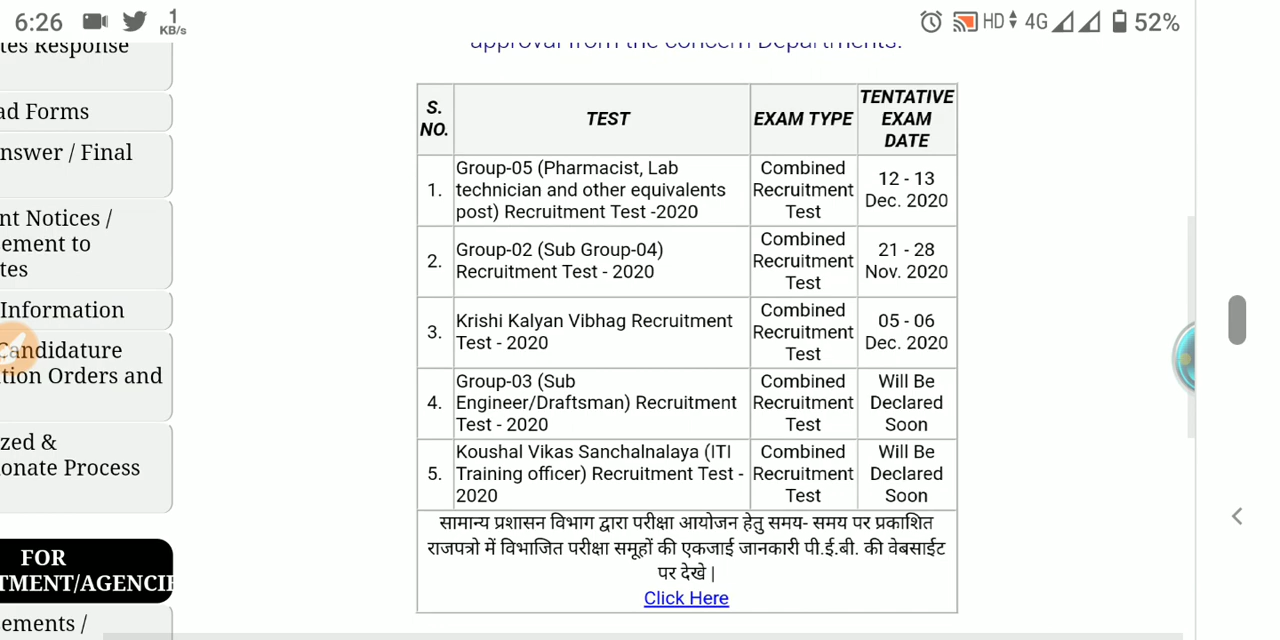 6:26
1
KB/s
HD
4G
52%
tes Response
ad Forms
nswer / Final
nt Notices /
ement to
tes
Information
Candidature
tion Orders and
zed &
onate Process
FOR
TMENT/AGENCIE
ements /
approval from the concern Departments.
S. NO.
TEST
EXAM TYPE
TENTATIVE
EXAM
DATE
1.
Group-05 (Pharmacist, Lab
technician and other equivalents
post) Recruitment Test -2020
Combined
Recruitment
Test
12 - 13
Dec. 2020
2.
Group-02 (Sub Group-04)
Recruitment Test - 2020
Combined
Recruitment
Test
21 - 28
Nov. 2020
3.
Krishi Kalyan Vibhag Recruitment
Test - 2020
Combined
Recruitment
Test
05 - 06
Dec. 2020
4.
Group-03 (Sub
Engineer/Draftsman) Recruitment
Test - 2020
Combined
Recruitment
Test
Will Be
Declared
Soon
5.
Koushal Vikas Sanchalnalaya (ITI
Training officer) Recruitment Test -
2020
Combined
Recruitment
Test
Will Be
Declared
Soon
सामान्य प्रशासन विभाग द्वारा परीक्षा आयोजन हेतु समय- समय पर प्रकाशित
राजपत्रो में विभाजित परीक्षा समूहों की एकजाई जानकारी पी.ई.बी. की वेबसाईट
पर देखे |
Click Here